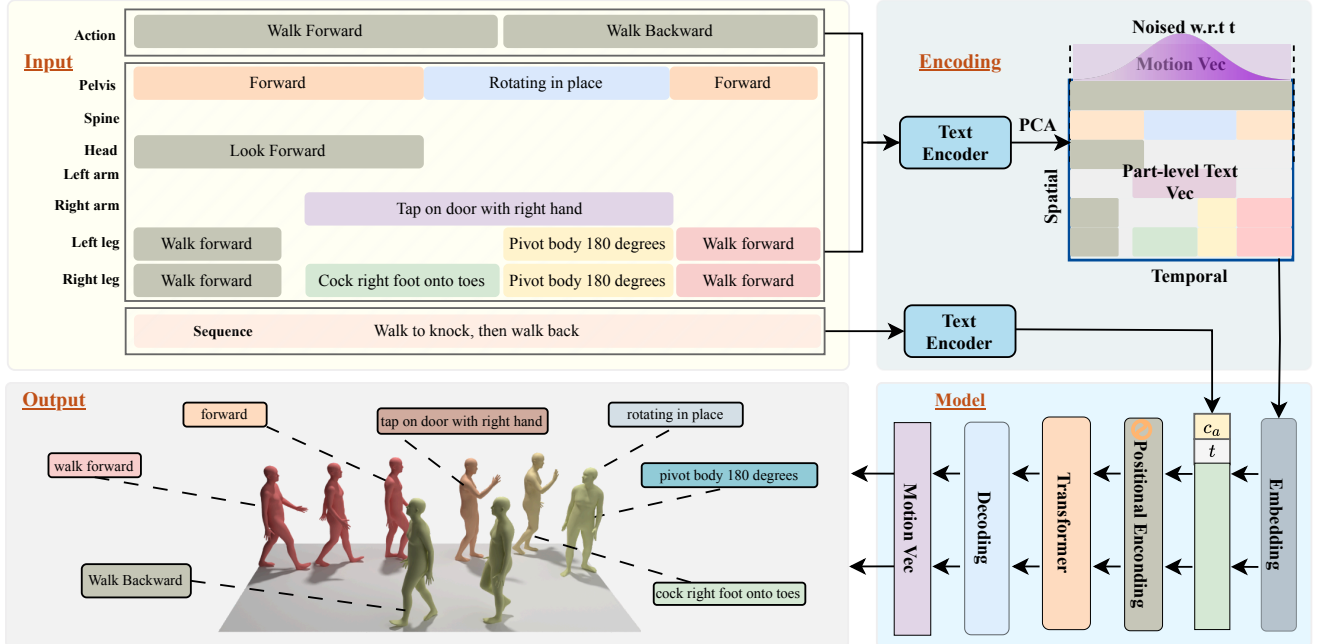 Input
Action
Walk Forward
Walk Backward
Pelvis
Forward
Rotating in place
Forward
Spine
Head
Look Forward
Left arm
Right arm
Tap on door with right hand
Left leg
Walk forward
Pivot body 180 degrees
Walk forward
Right leg
Walk forward
Cock right foot onto toes
Pivot body 180 degrees
Walk forward
Sequence
Walk to knock, then walk back
Encoding
Noised w.r.t t
Motion Vec
Text
Encoder
PCA
Part-level Text
Vec
Spatial
Temporal
Text
Encoder
Output
forward
tap on door with right hand
rotating in place
walk forward
pivot body 180 degrees
Walk Backward
cock right foot onto toes
Model
Motion Vec
Decoding
Transformer
Positional Enconding
c_a
t
Embedding